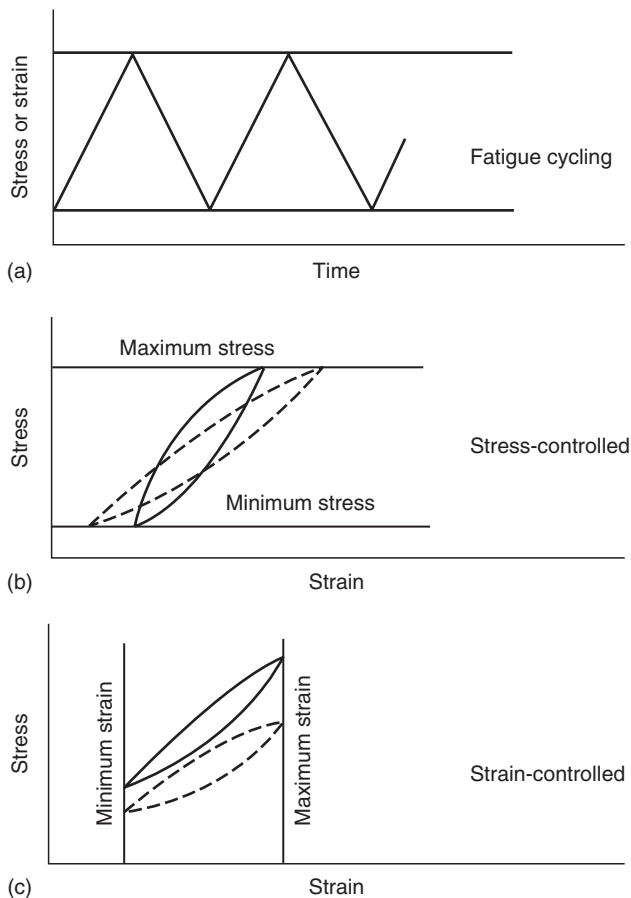 Stress or strain
Fatigue cycling
(a)
Time
Maximum stress
Stress
Stress-controlled
Minimum stress
(b)
Strain
Minimum strain
Maximum strain
Stress
Strain-controlled
(c)
Strain